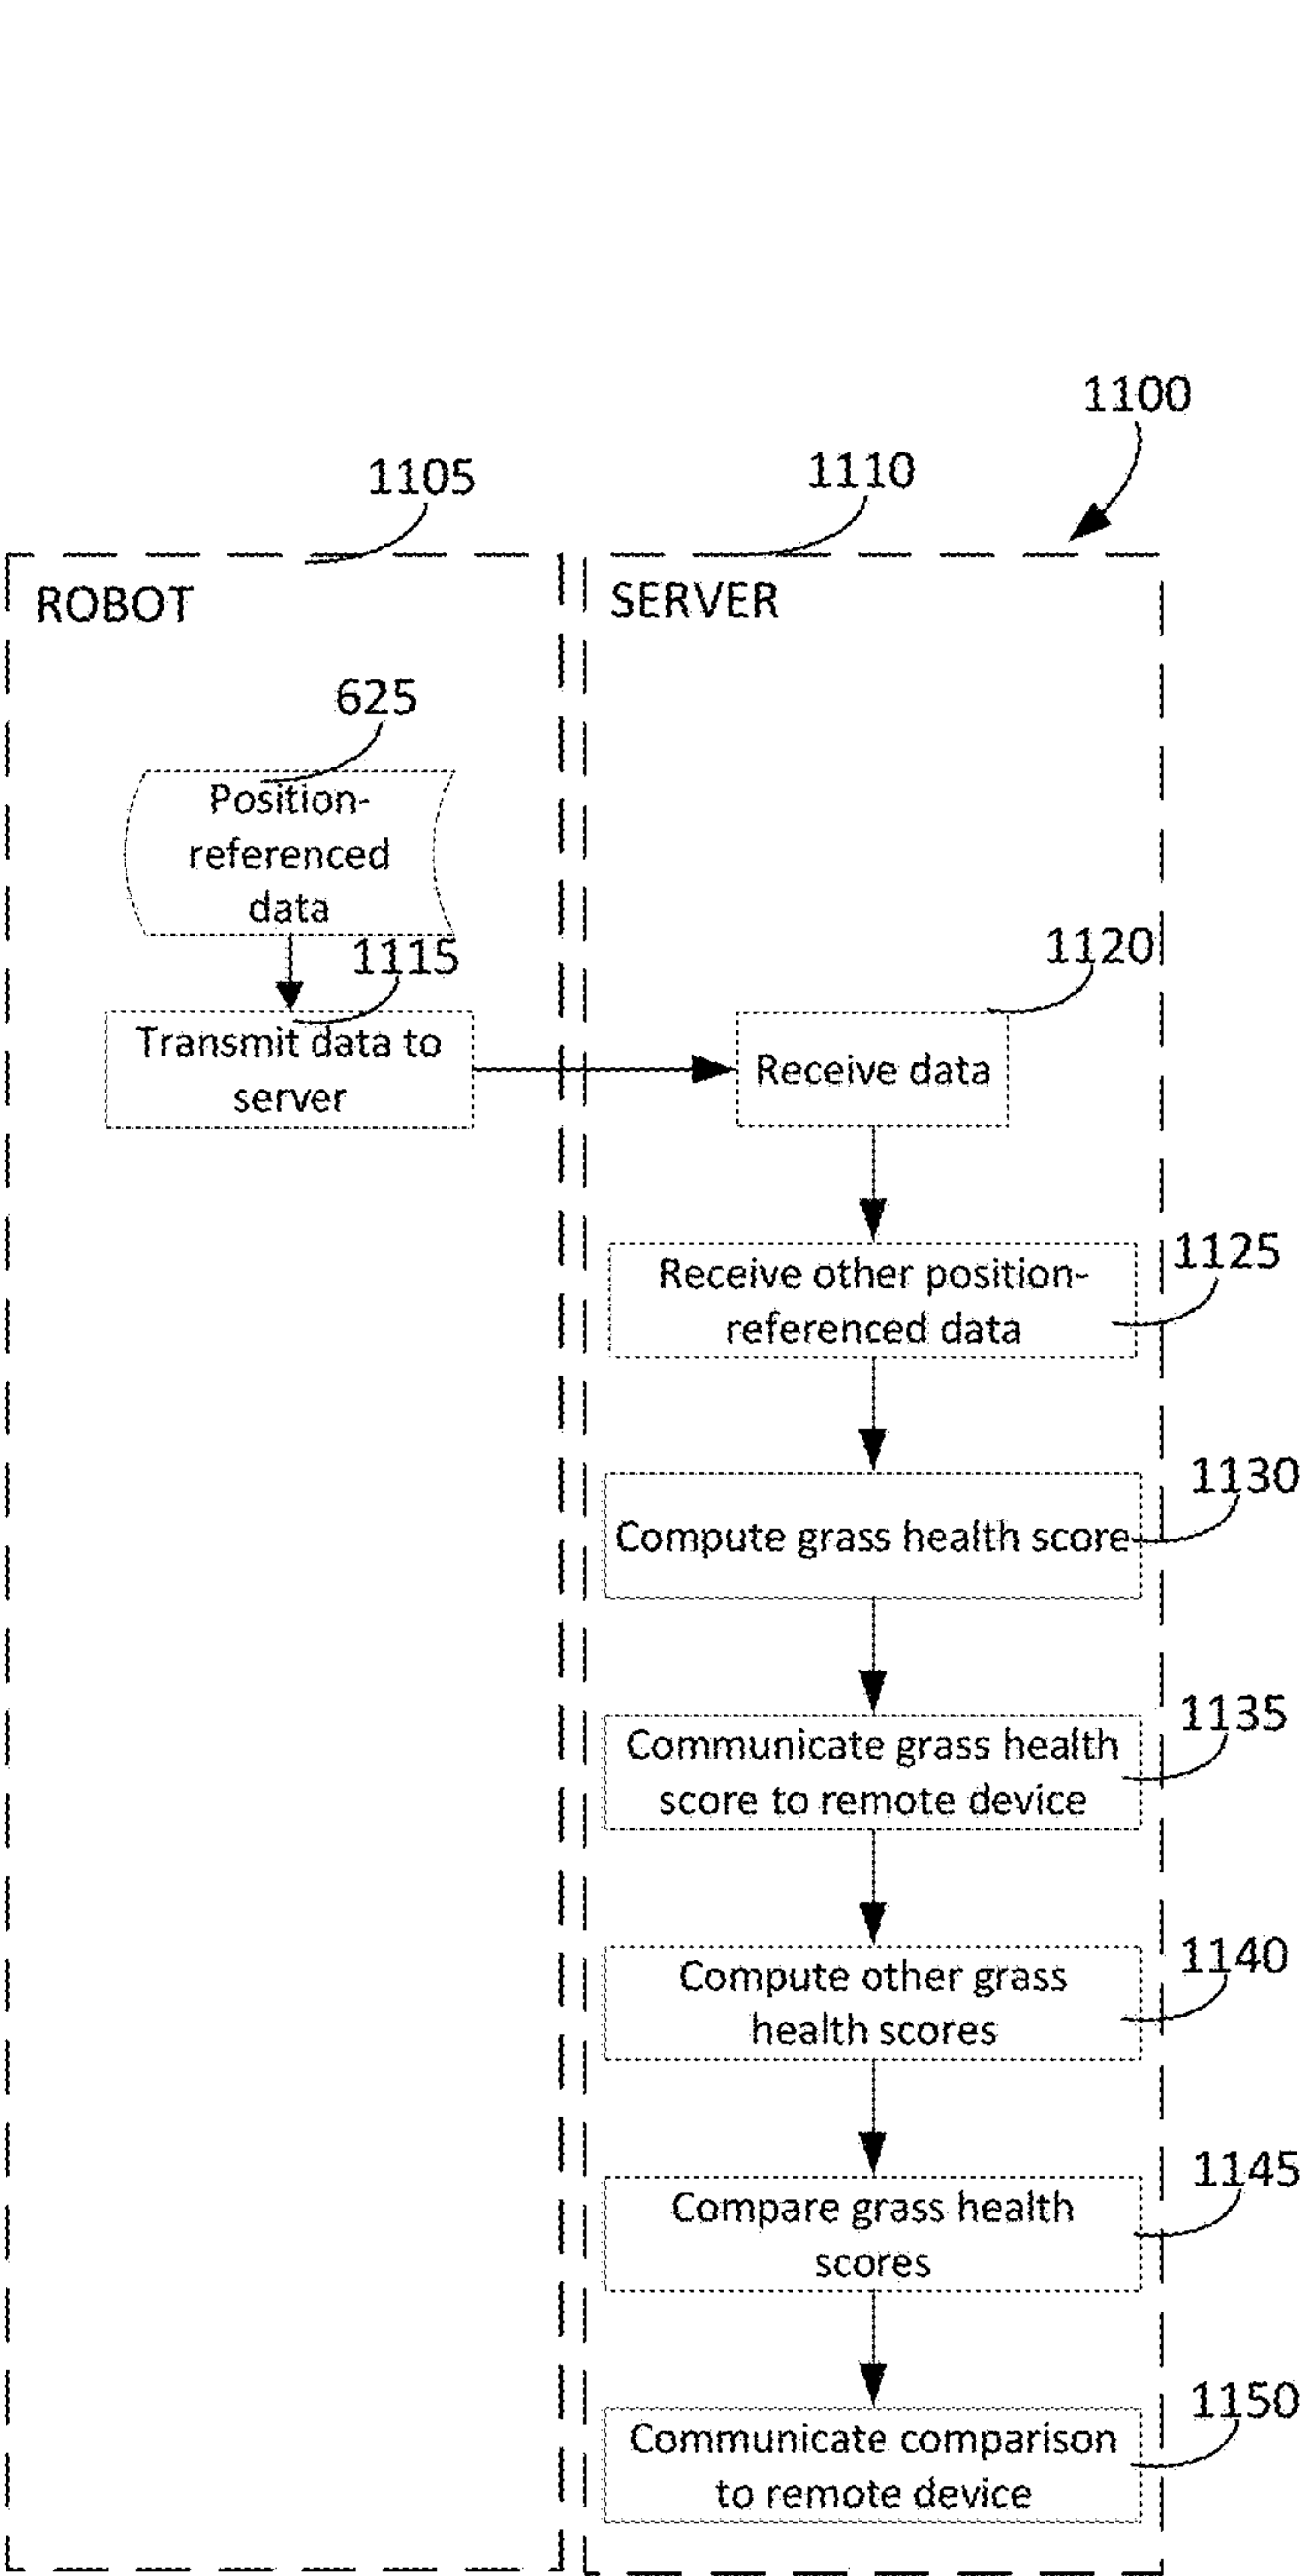 1100
1105
1110
ROBOT
SERVER
625
Position-
referenced
data
1115
Transmit data to
server
1120
Receive data
1125
Receive other position-
referenced data
1130
Compute grass health score
1135
Communicate grass health
score to remote device
1140
Compute other grass
health scores
1145
Compare grass health
scores
1150
Communicate comparison
to remote device